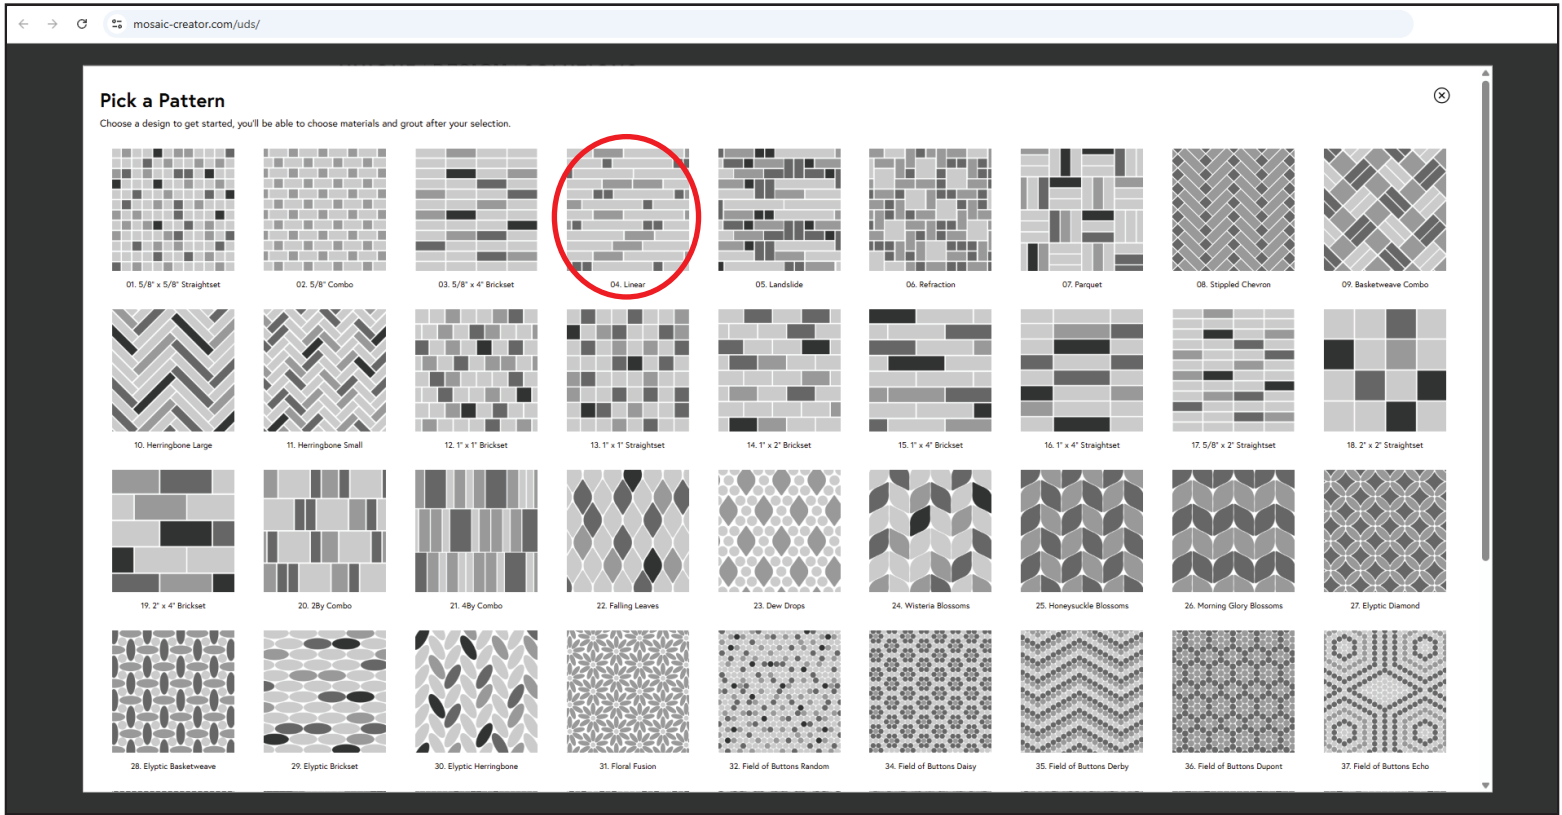 mosaic-creator.com/uds/
Pick a Pattern
Choose a design to get started, you'll be able to choose materials and grout after your selection.
01. 5/8" x 5/8" Straightset
02. 5/8" Combo
03. 5/8" x 4" Brickset
04. Linear
05. Landslide
06. Refraction
07. Parquet
08. Stippled Chevron
09. Basketweave Combo
10. Herringbone Large
11. Herringbone Small
12. 1" x 1" Brickset
13. 1" x 1" Straightset
14. 1" x 2" Brickset
15. 1" x 4" Brickset
16. 1" x 4" Straightset
17. 5/8" x 2" Straightset
18. 2" x 2" Straightset
19. 2" x 4" Brickset
20. 2By Combo
21. 4By Combo
22. Falling Leaves
23. Dew Drops
24. Wisteria Blossoms
25. Honeysuckle Blossoms
26. Morning Glory Blossoms
27. Elyptic Diamond
28. Elyptic Basketweave
29. Elyptic Brickset
30. Elyptic Herringbone
31. Floral Fusion
32. Field of Buttons Random
34. Field of Buttons Daisy
35. Field of Buttons Derby
36. Field of Buttons Dupont
37. Field of Buttons Echo